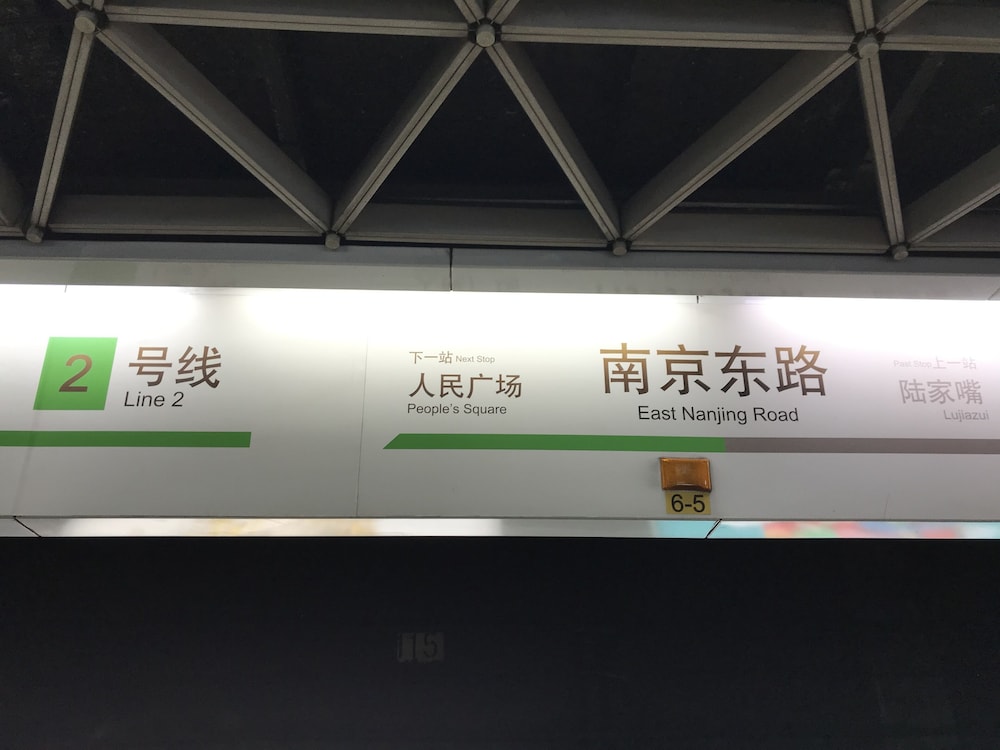 2
号线
Line 2
下一站 Next Stop
人民广场
People's Square
南京东路
East Nanjing Road
Past Stop 上一站
陆家嘴
Lujiazui
6-5
115